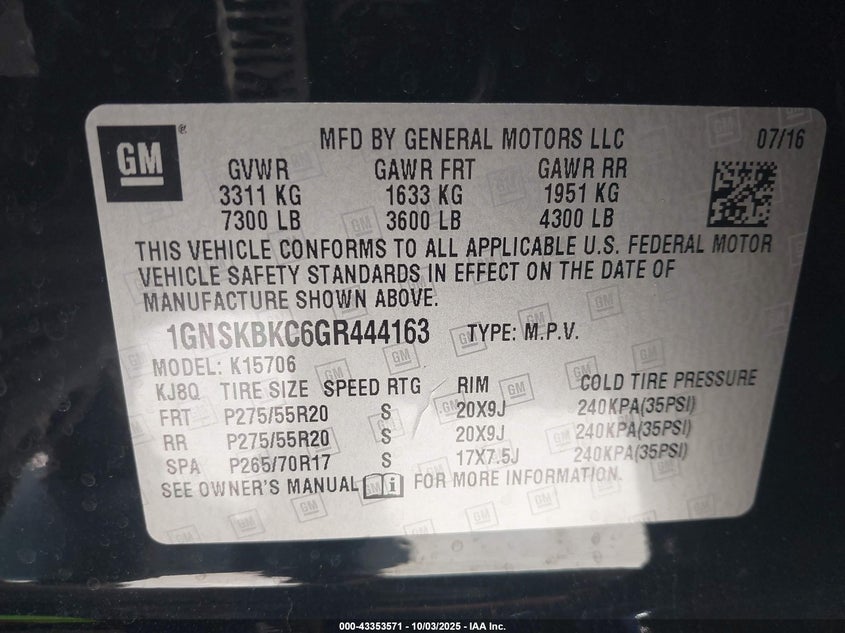 GM ® MFD BY GENERAL MOTORS LLC 07/16
GVWR GAWR FRT GAWR RR
3311 KG 1633 KG 1951 KG
7300 LB 3600 LB 4300 LB
THIS VEHICLE CONFORMS TO ALL APPLICABLE U.S. FEDERAL MOTOR
VEHICLE SAFETY STANDARDS IN EFFECT ON THE DATE OF
MANUFACTURE SHOWN ABOVE.
1GNSKBKC6GR444163 TYPE: M.P.V.
MODEL: K15706
KJ8Q TIRE SIZE SPEED RTG RIM COLD TIRE PRESSURE
FRT P275/55R20 S 20X9J 240KPA(35PSI)
RR P275/55R20 S 20X9J 240KPA(35PSI)
SPA P265/70R17 S 17X7.5J 240KPA(35PSI)
SEE OWNER'S MANUAL i FOR MORE INFORMATION.
000-43353571 - 10/03/2025 - IAA Inc.